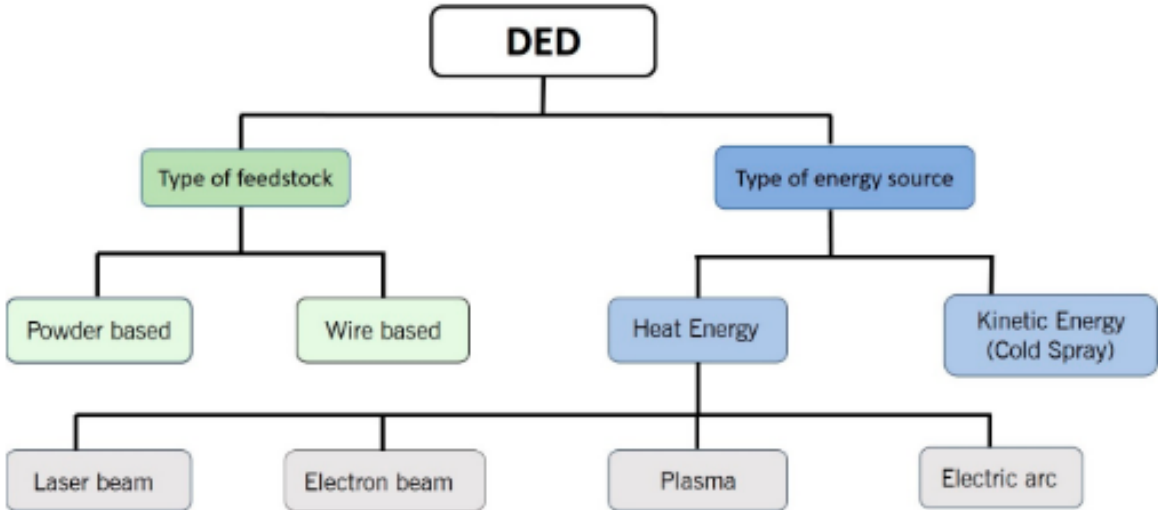 DED
Type of feedstock
Type of energy source
Powder based
Wire based
Heat Energy
Kinetic Energy
(Cold Spray)
Laser beam
Electron beam
Plasma
Electric arc